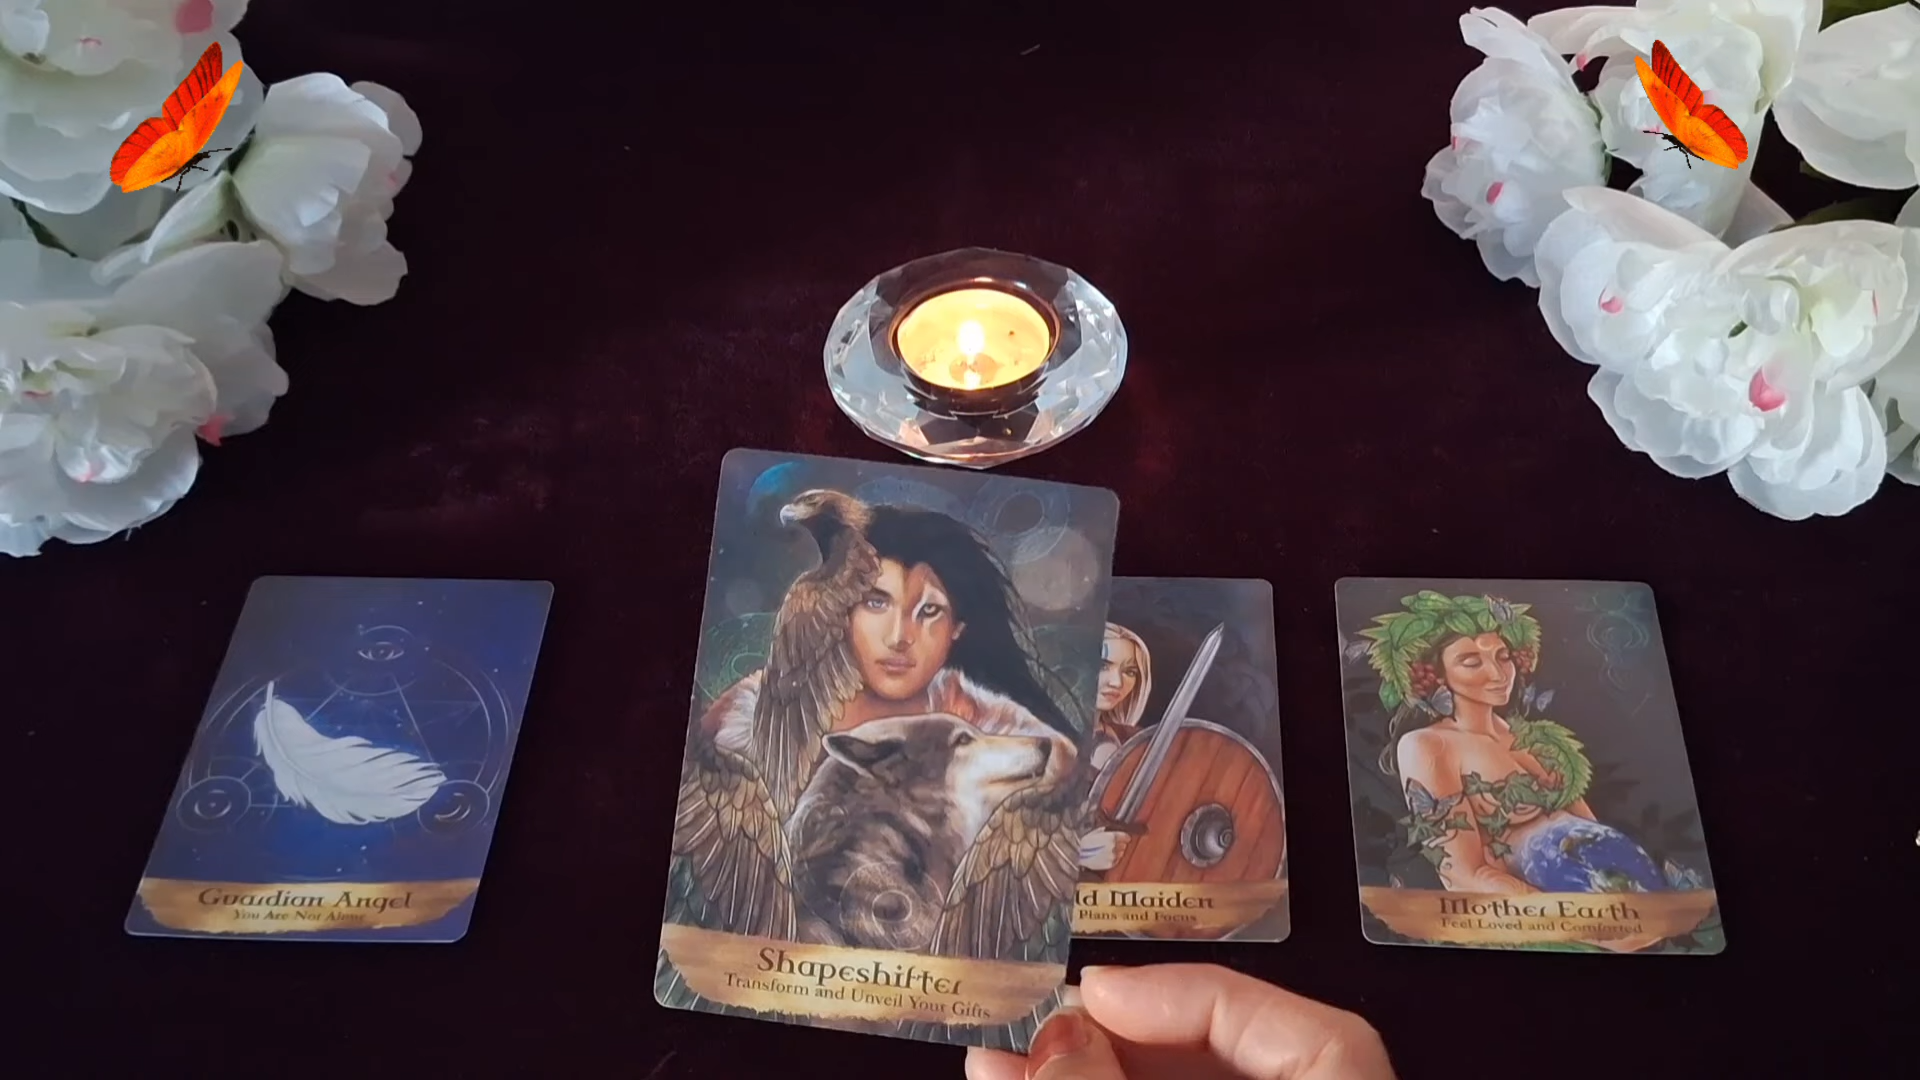 Guardian Angel
You Are Not Alone
Shapeshifter
Transform and Unveil Your Gifts
ld Maiden
Plans and Focus
Mother Earth
Feel Loved and Comforted